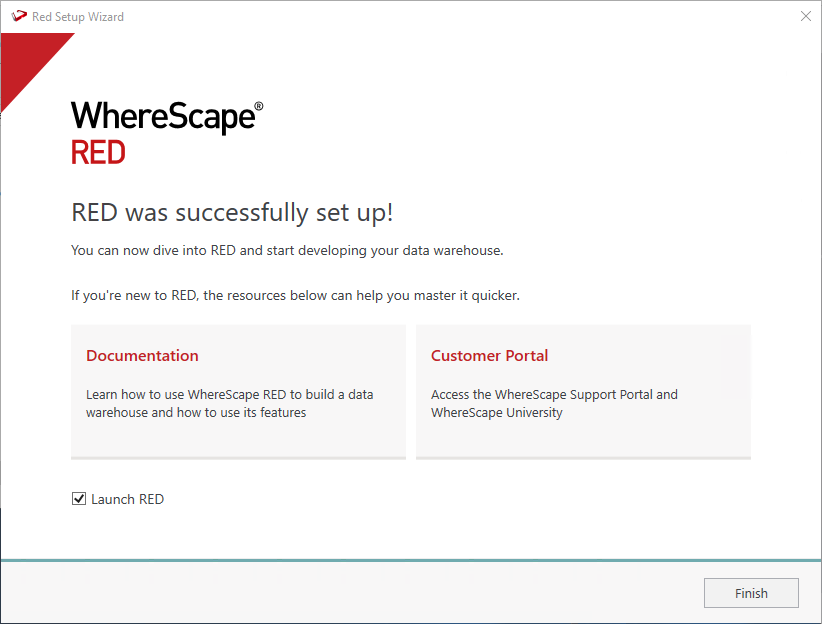 Red Setup Wizard
WhereScape®
RED
RED was successfully set up!
You can now dive into RED and start developing your data warehouse.
If you're new to RED, the resources below can help you master it quicker.
Documentation
Learn how to use WhereScape RED to build a data
warehouse and how to use its features
Customer Portal
Access the WhereScape Support Portal and
WhereScape University
Launch RED
Finish